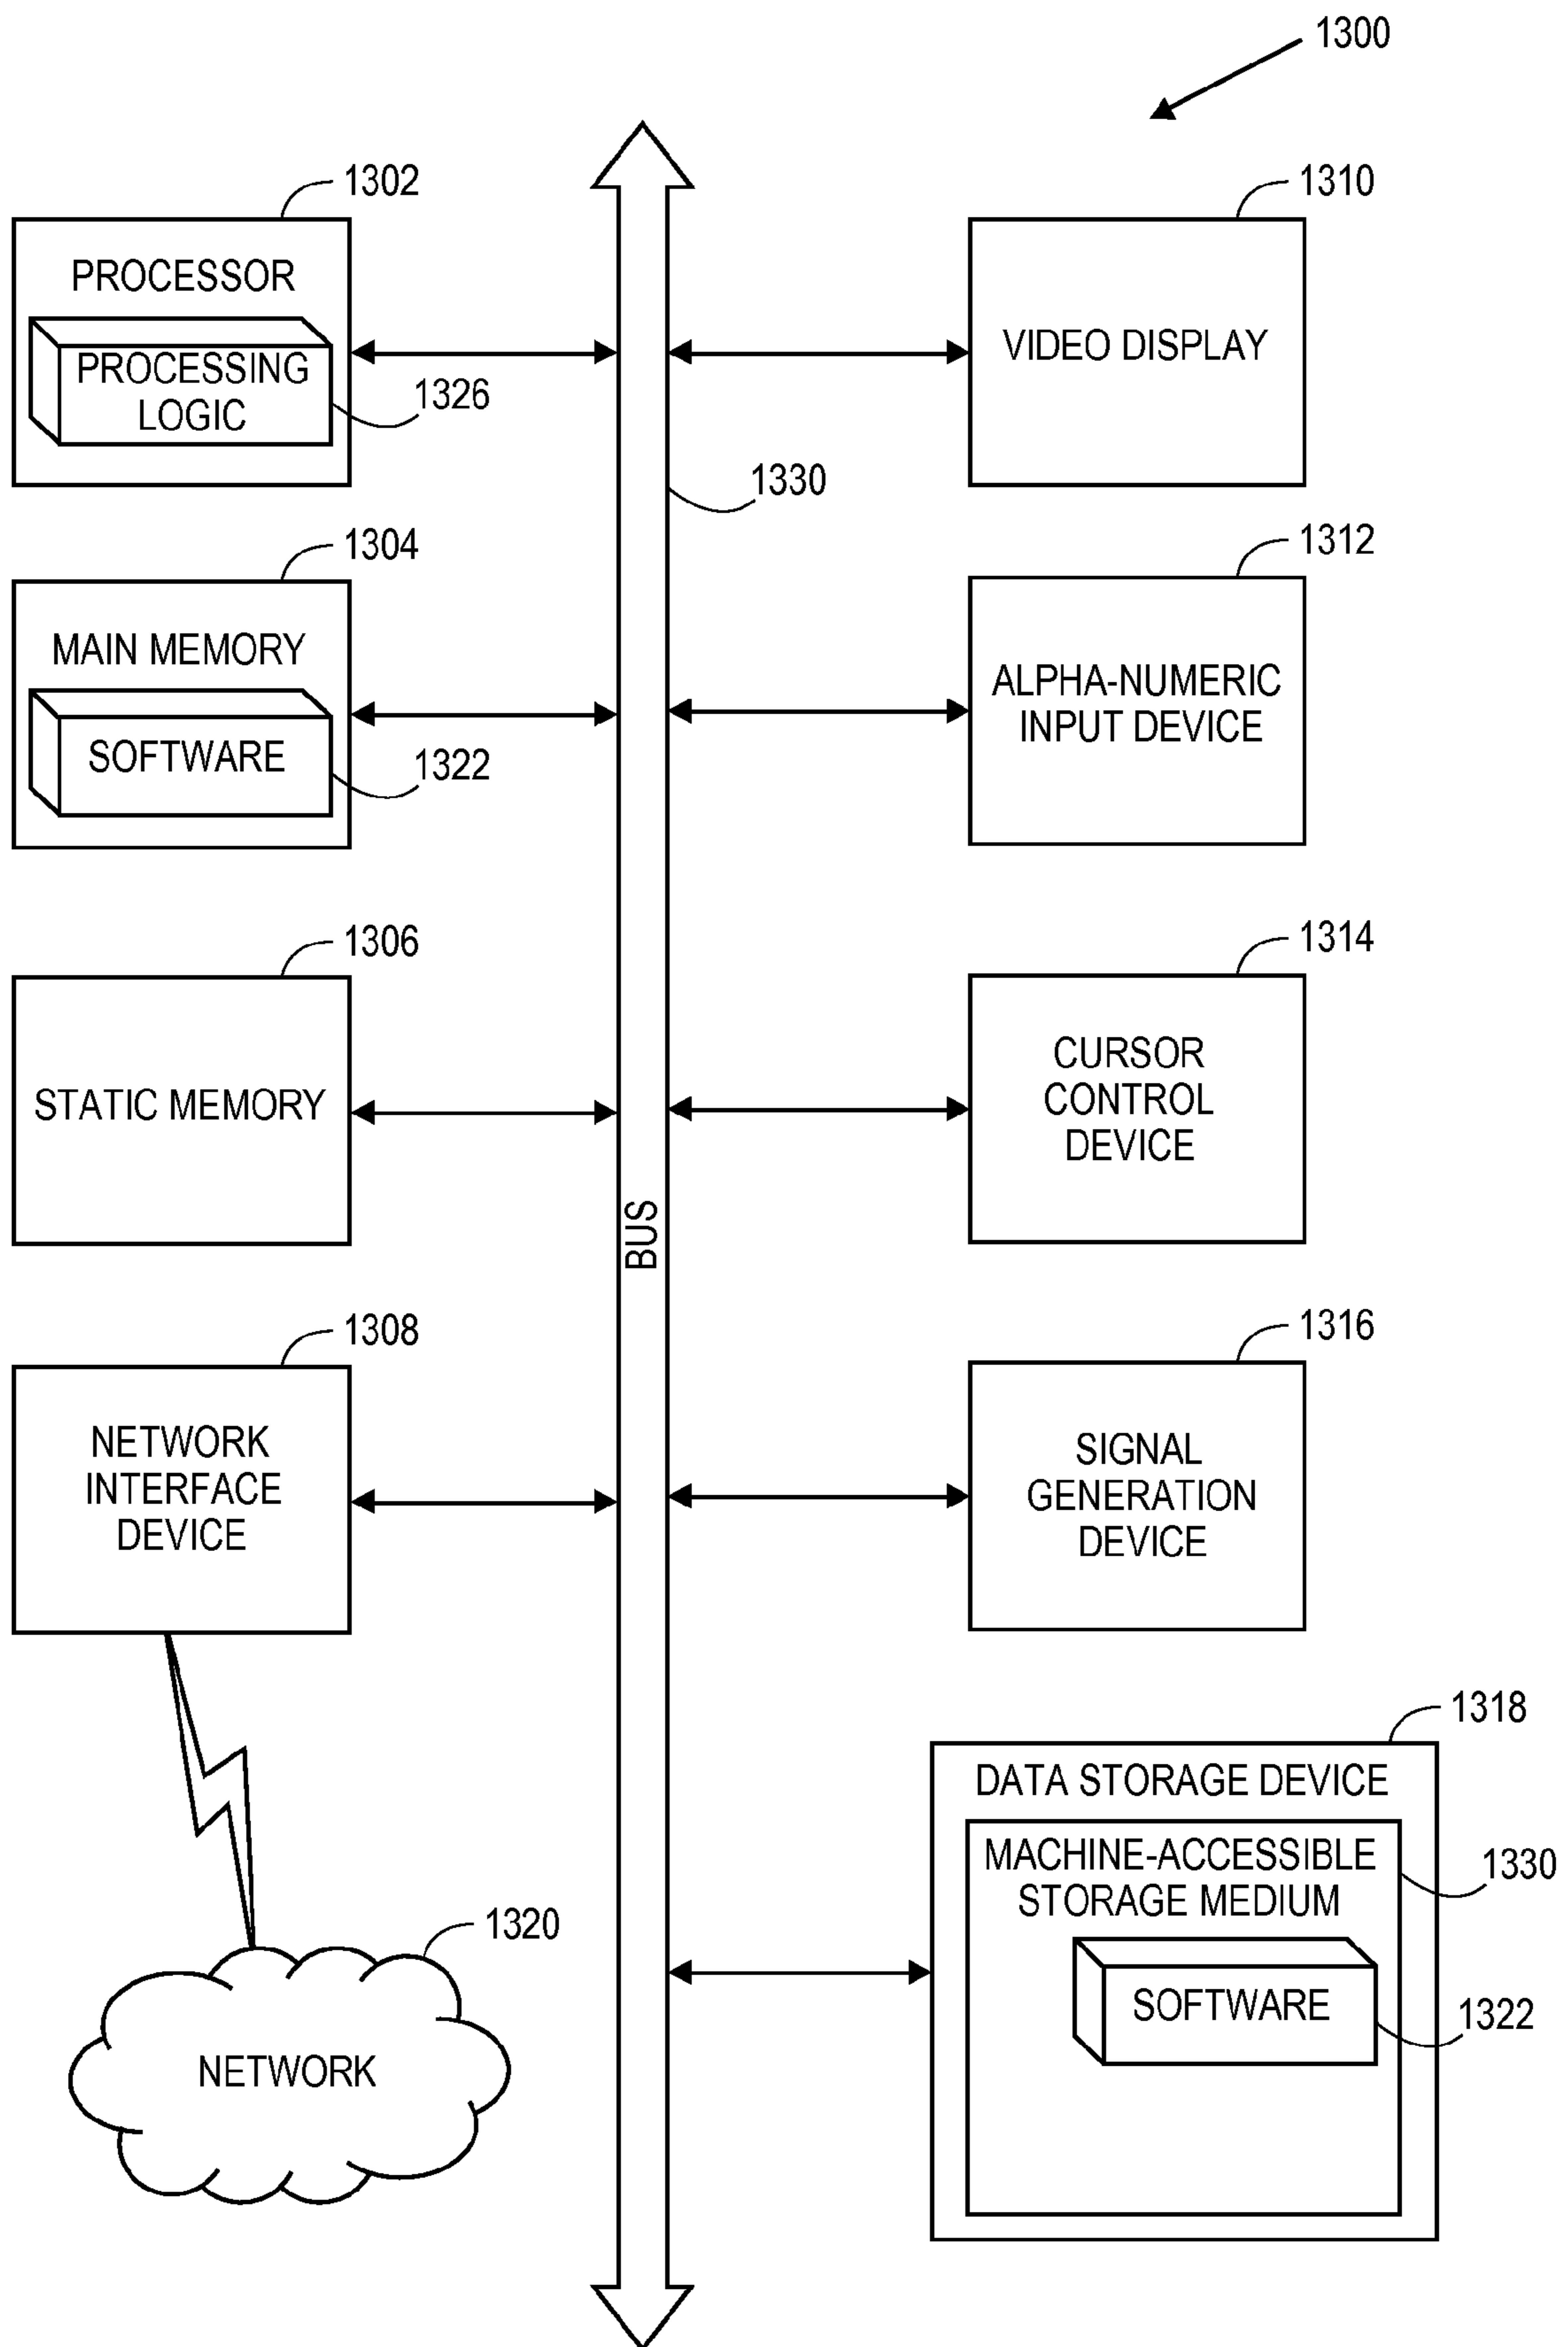 1300
1302
PROCESSOR
PROCESSING
LOGIC
1326
1304
MAIN MEMORY
SOFTWARE
1322
1306
STATIC MEMORY
1308
NETWORK
INTERFACE
DEVICE
1320
NETWORK
1330
BUS
1310
VIDEO DISPLAY
1312
ALPHA-NUMERIC
INPUT DEVICE
1314
CURSOR
CONTROL
DEVICE
1316
SIGNAL
GENERATION
DEVICE
1318
DATA STORAGE DEVICE
MACHINE-ACCESSIBLE
STORAGE MEDIUM
1330
SOFTWARE
1322